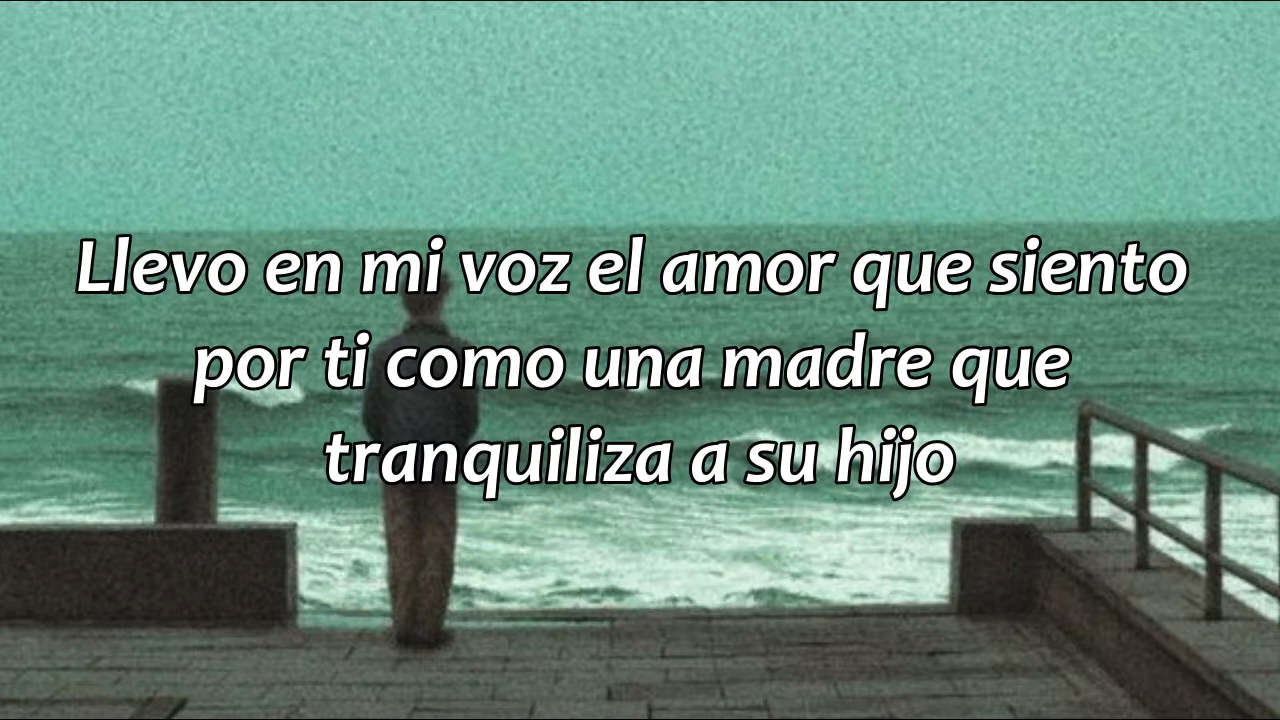 Llevo en mi voz el amor que siento
por ti como una madre que
tranquiliza a su hijo